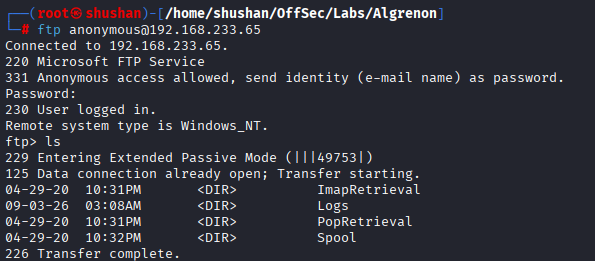 ┌──(root㉿shushan)-[/home/shushan/OffSec/Labs/Algrenon]
└─# ftp anonymous@192.168.233.65
Connected to 192.168.233.65.
220 Microsoft FTP Service
331 Anonymous access allowed, send identity (e-mail name) as password.
Password:
230 User logged in.
Remote system type is Windows_NT.
ftp> ls
229 Entering Extended Passive Mode (|||49753|)
125 Data connection already open; Transfer starting.
04-29-20  10:31PM       <DIR>          ImapRetrieval
09-03-26  03:08AM       <DIR>          Logs
04-29-20  10:31PM       <DIR>          PopRetrieval
04-29-20  10:32PM       <DIR>          Spool
226 Transfer complete.